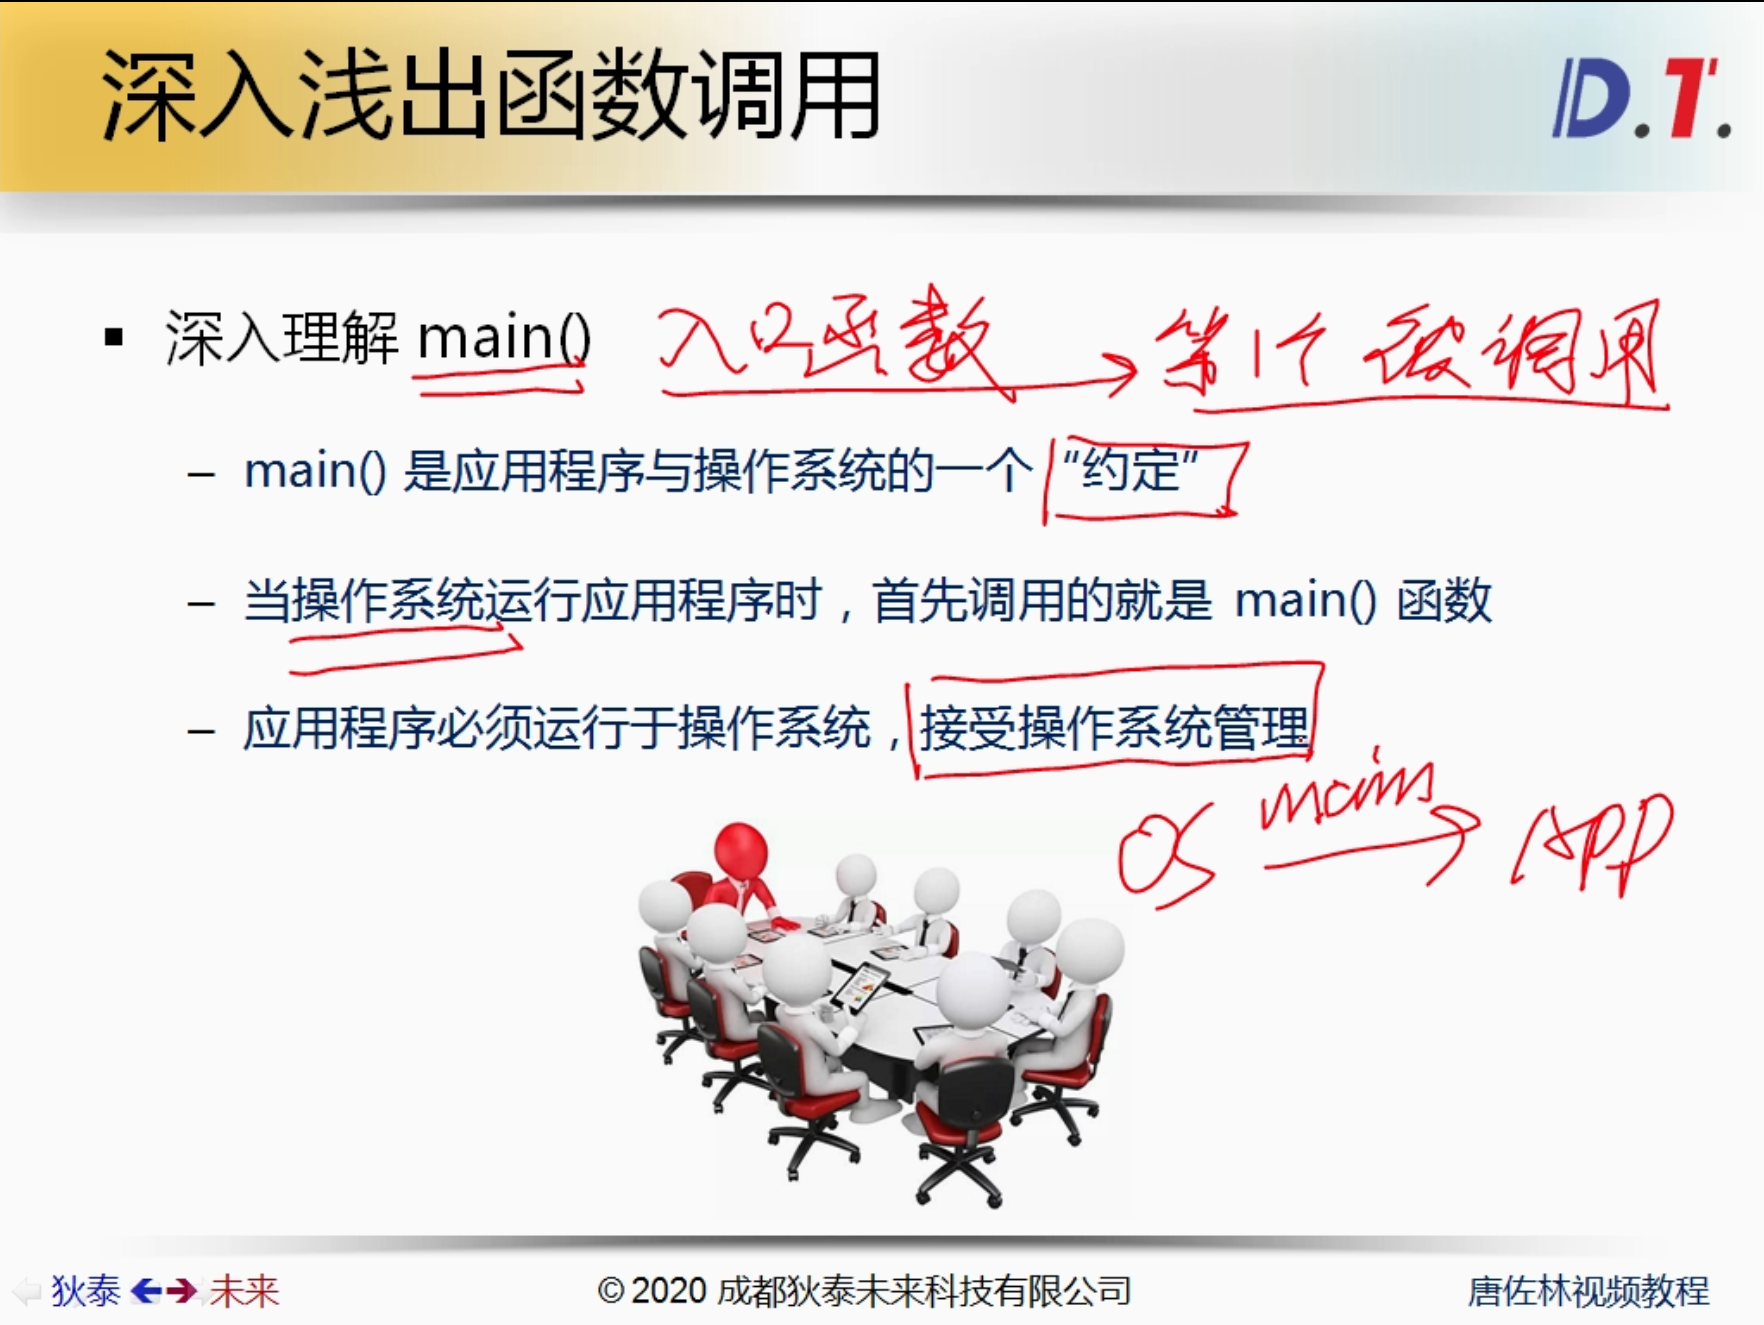 深入浅出函数调用
D.T.
▪ 深入理解 main() 入口函数 → 第1个被调用
– main() 是应用程序与操作系统的一个 “约定”
– 当操作系统运行应用程序时，首先调用的就是 main() 函数
– 应用程序必须运行于操作系统，接受操作系统管理
OS main → APP
狄泰 未来
© 2020 成都狄泰未来科技有限公司
唐佐林视频教程